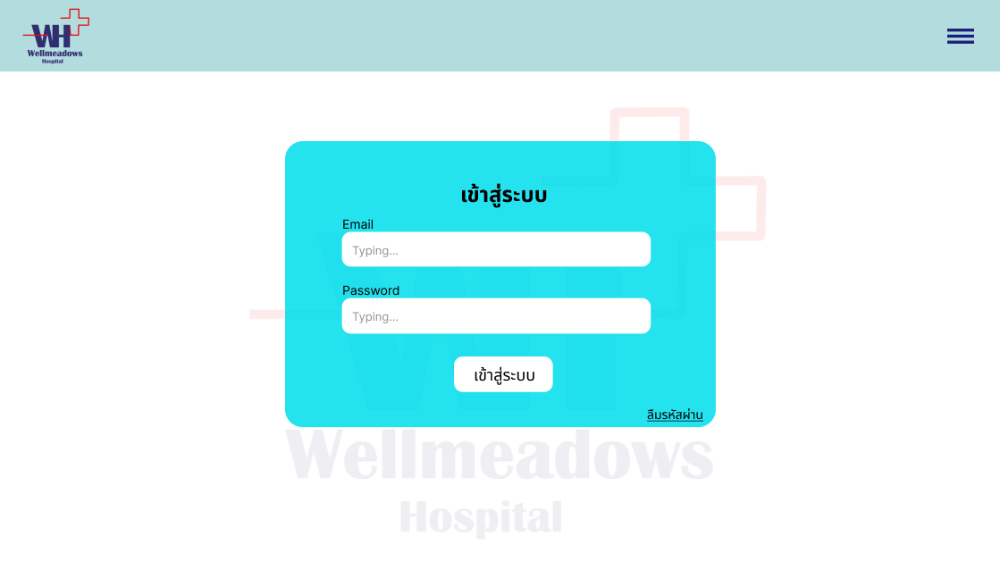 WH
Wellmeadows
Hospital
เข้าสู่ระบบ
Email
Typing...
Password
Typing...
เข้าสู่ระบบ
ลืมรหัสผ่าน
WH
Wellmeadows
Hospital